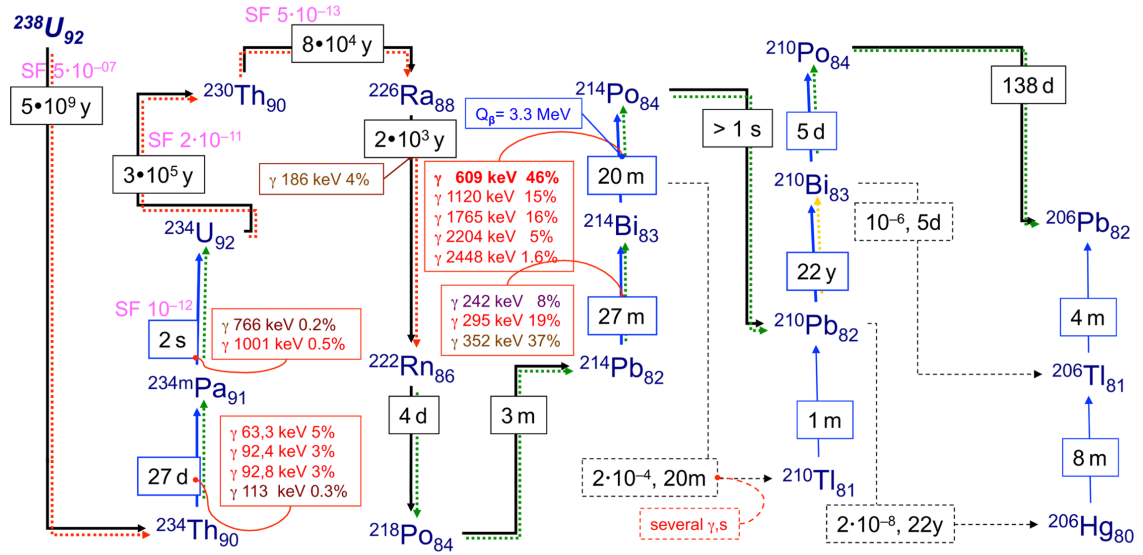 ²³⁸U₉₂
SF 5·10⁻⁰⁷
5•10⁹ y
²³⁴Th₉₀
27 d
γ 63,3 keV 5%
γ 92,4 keV 3%
γ 92,8 keV 3%
γ 113 keV 0.3%
²³⁴ᵐPa₉₁
2 s
SF 10⁻¹²
γ 766 keV 0.2%
γ 1001 keV 0.5%
²³⁴U₉₂
3•10⁵ y
SF 2·10⁻¹¹
²³⁰Th₉₀
SF 5·10⁻¹³
8•10⁴ y
²²⁶Ra₈₈
2•10³ y
γ 186 keV 4%
²²²Rn₈₆
4 d
²¹⁸Po₈₄
3 m
²¹⁴Pb₈₂
27 m
γ 242 keV 8%
γ 295 keV 19%
γ 352 keV 37%
²¹⁴Bi₈₃
20 m
γ 609 keV 46%
γ 1120 keV 15%
γ 1765 keV 16%
γ 2204 keV 5%
γ 2448 keV 1.6%
Qᵦ= 3.3 MeV
²¹⁴Po₈₄
> 1 s
2·10⁻⁴, 20m
several γ,s
²¹⁰Tl₈₁
1 m
²¹⁰Pb₈₂
22 y
²¹⁰Bi₈₃
5 d
²¹⁰Po₈₄
138 d
10⁻⁶, 5d
2·10⁻⁸, 22y
²⁰⁶Hg₈₀
8 m
²⁰⁶Tl₈₁
4 m
²⁰⁶Pb₈₂